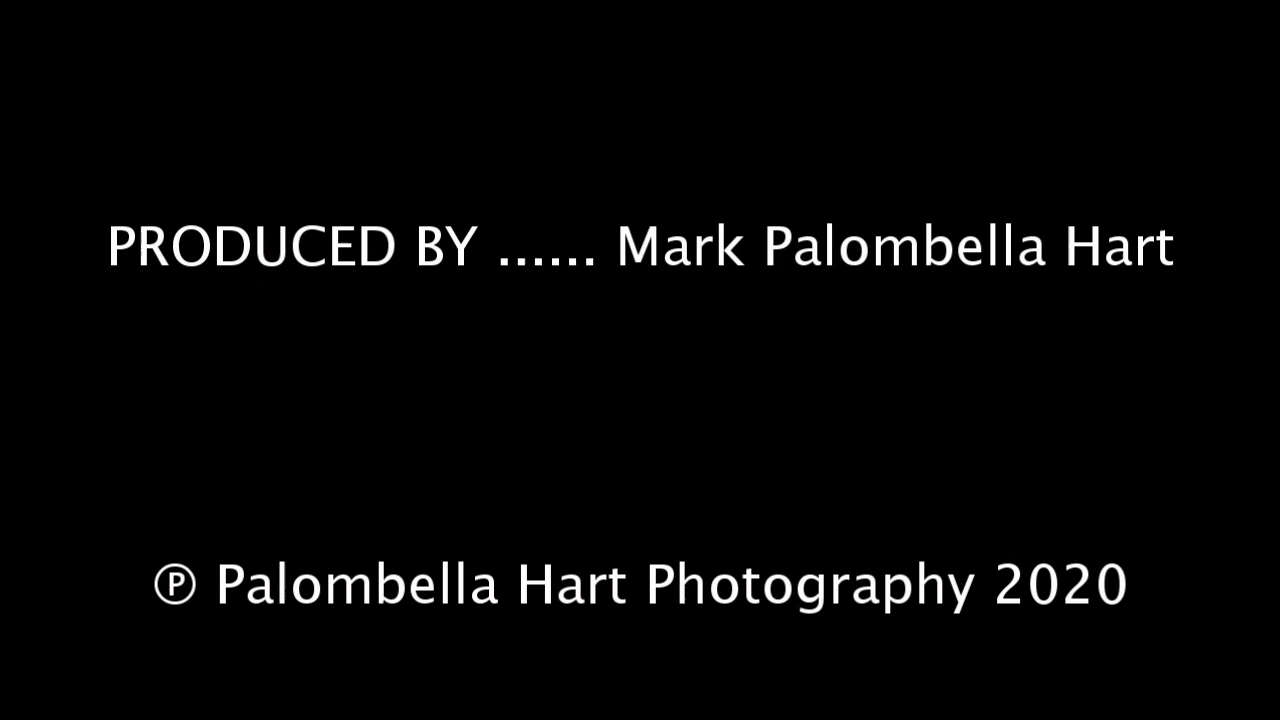 PRODUCED BY ...... Mark Palombella Hart
℗ Palombella Hart Photography 2020